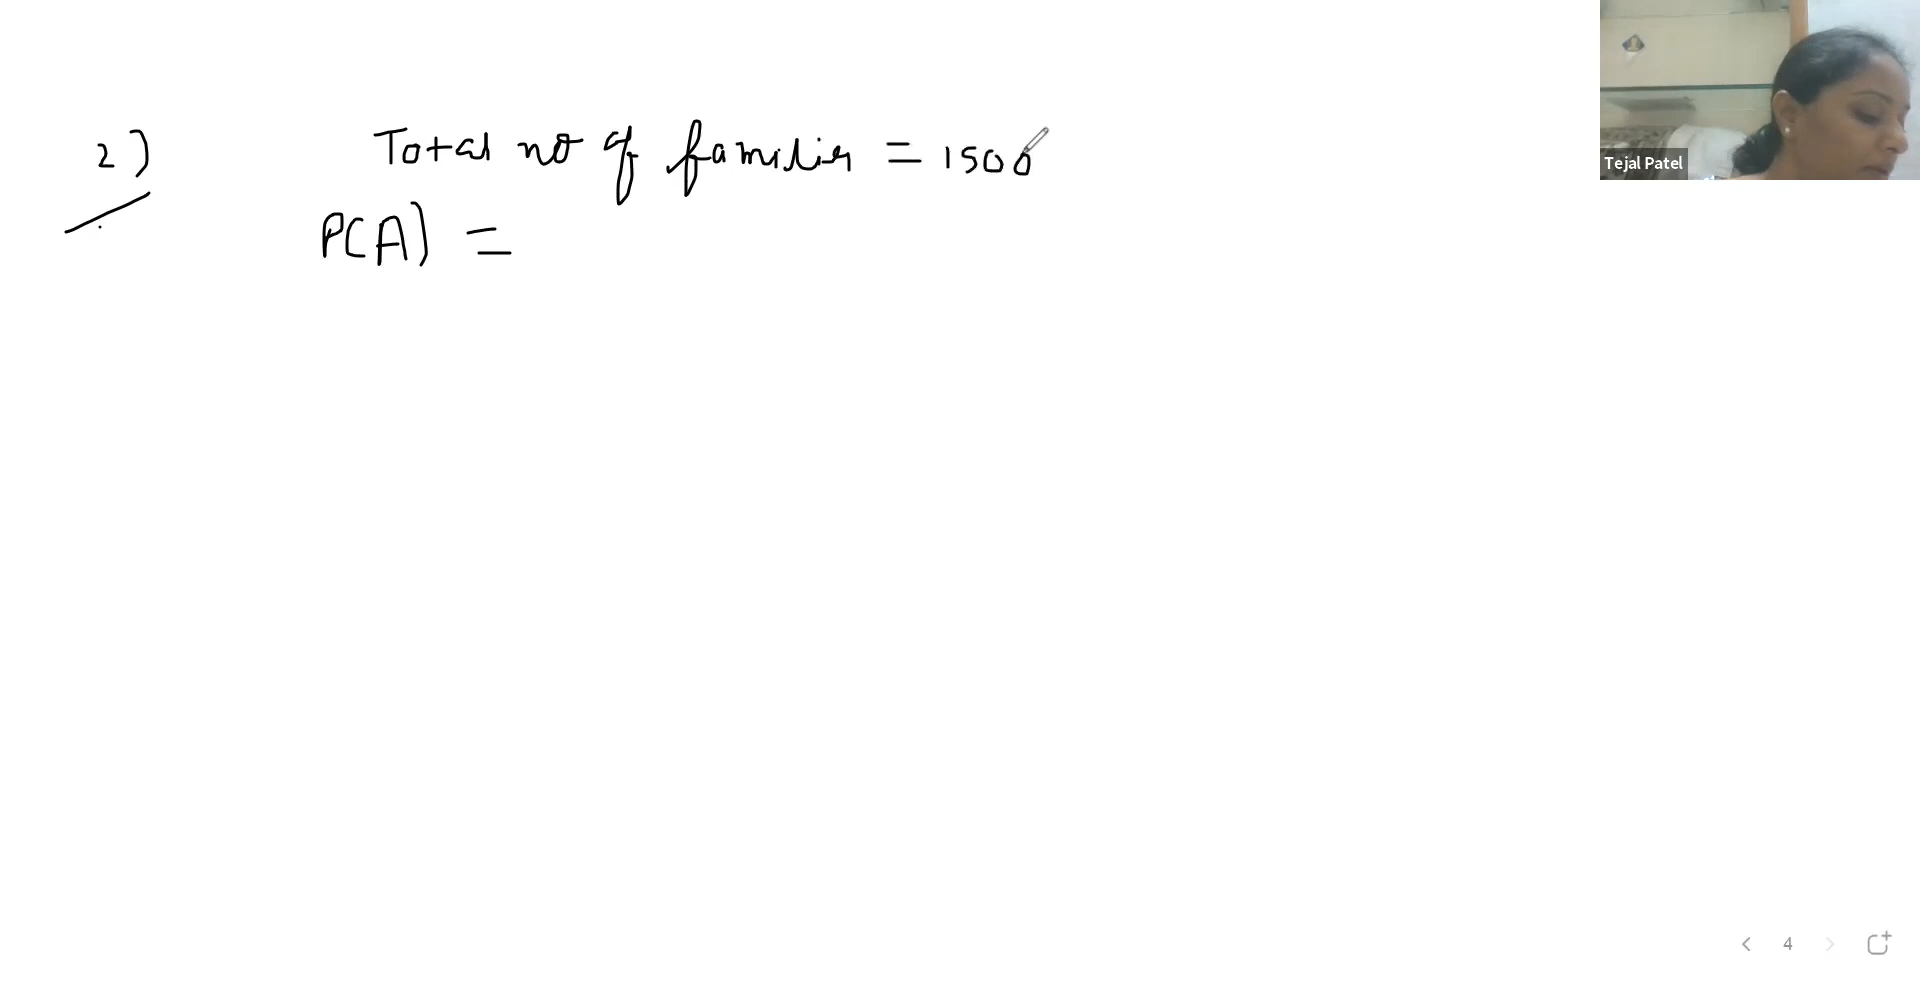 2) Total no of families = 1500
P(A) =
Tejal Patel
4